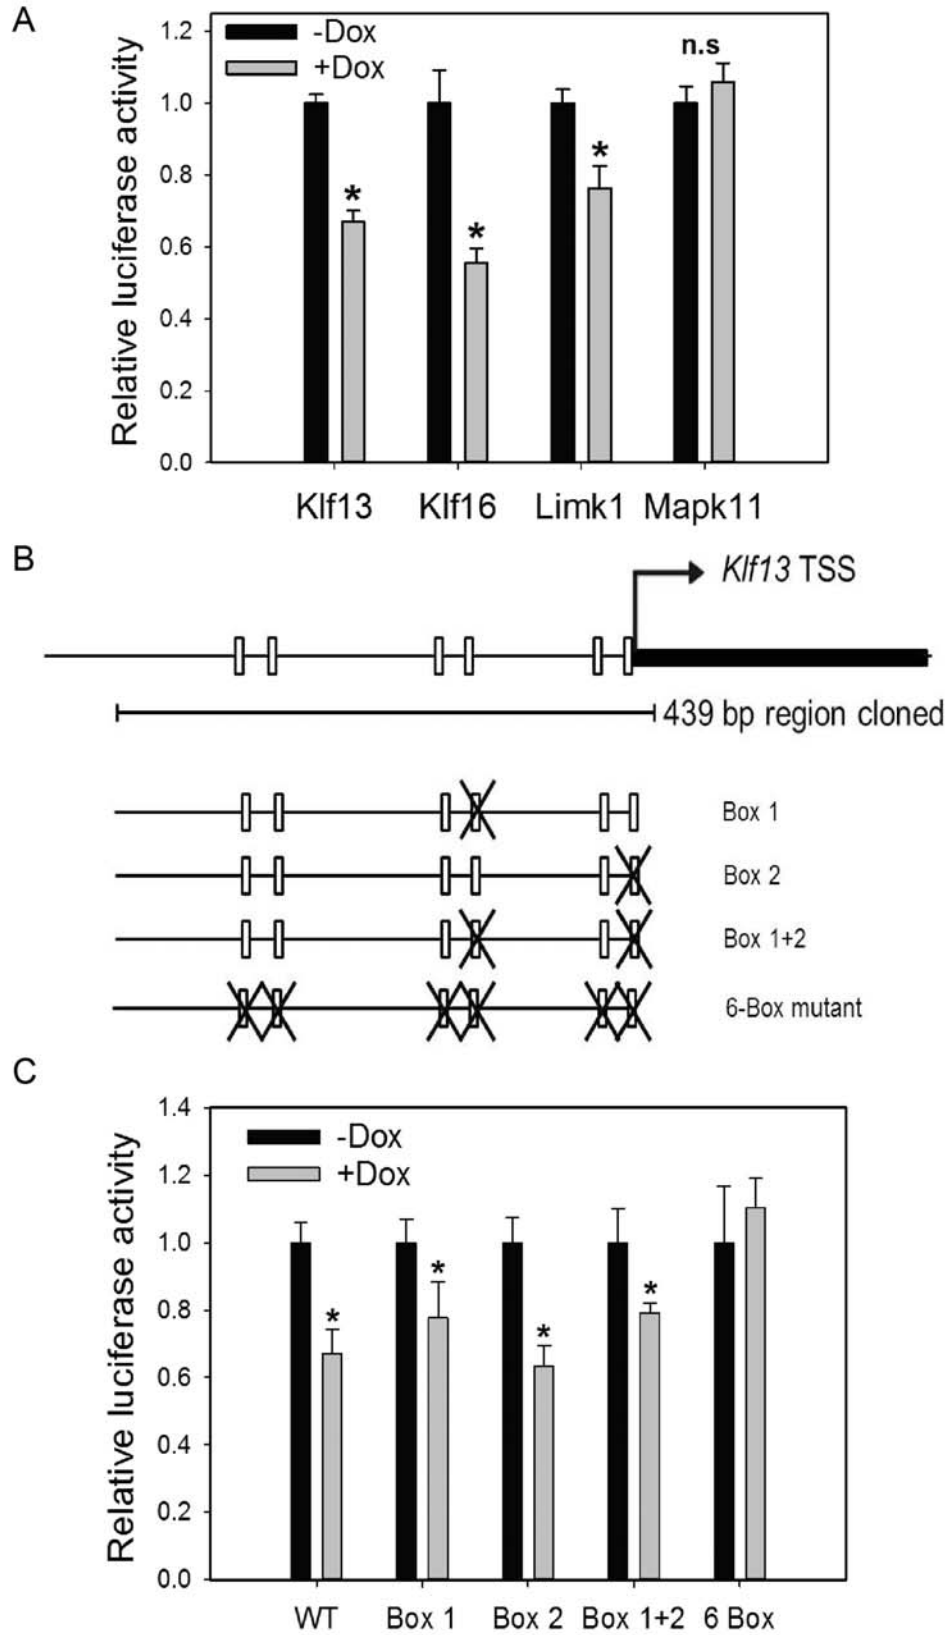 A
Relative luciferase activity
1.2
1.0
0.8
0.6
0.4
0.2
0.0
-Dox
+Dox
*
*
*
n.s
Klf13 Klf16 Limk1 Mapk11
B
Klf13 TSS
439 bp region cloned
Box 1
Box 2
Box 1+2
6-Box mutant
C
Relative luciferase activity
1.4
1.2
1.0
0.8
0.6
0.4
0.2
0.0
-Dox
+Dox
*
*
*
*
WT Box 1 Box 2 Box 1+2 6 Box